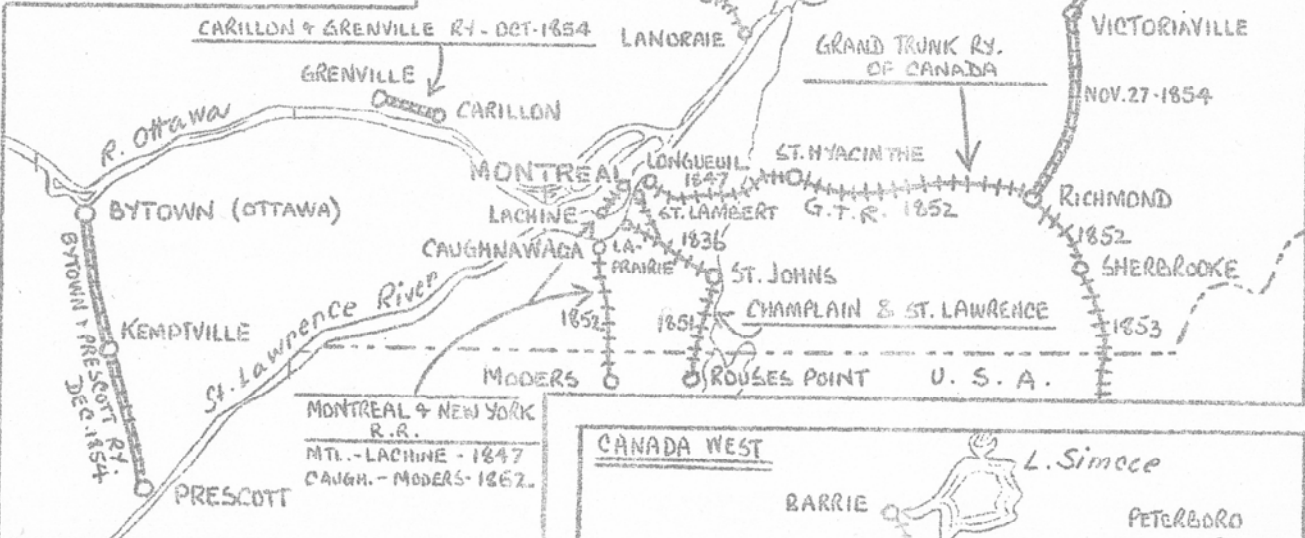 CARILLON & GRENVILLE RY - OCT-1854
LANORAIE
GRAND TRUNK RY.
OF CANADA
VICTORIAVILLE
GRENVILLE
CARILLON
NOV. 27-1854
R. Ottawa
MONTREAL
LONGUEUIL
1847
ST. HYACINTHE
BYTOWN (OTTAWA)
LACHINE
ST. LAMBERT
G.T.R. 1852
RICHMOND
CAUGHNAWAGA
LA-
PRAIRIE
1836
1852
ST. JOHNS
SHERBROOKE
BYTOWN & PRESCOTT RY.
DEC. 1854
KEMPTVILLE
St. Lawrence River
1852
1851
CHAMPLAIN & ST. LAWRENCE
1853
MODERS
ROUSES POINT
U. S. A.
MONTREAL & NEW YORK
R.R.
MTL. - LACHINE - 1847
CAUGH. - MODERS - 1862.
PRESCOTT
CANADA WEST
L. Simcoe
BARRIE
PETERBORO